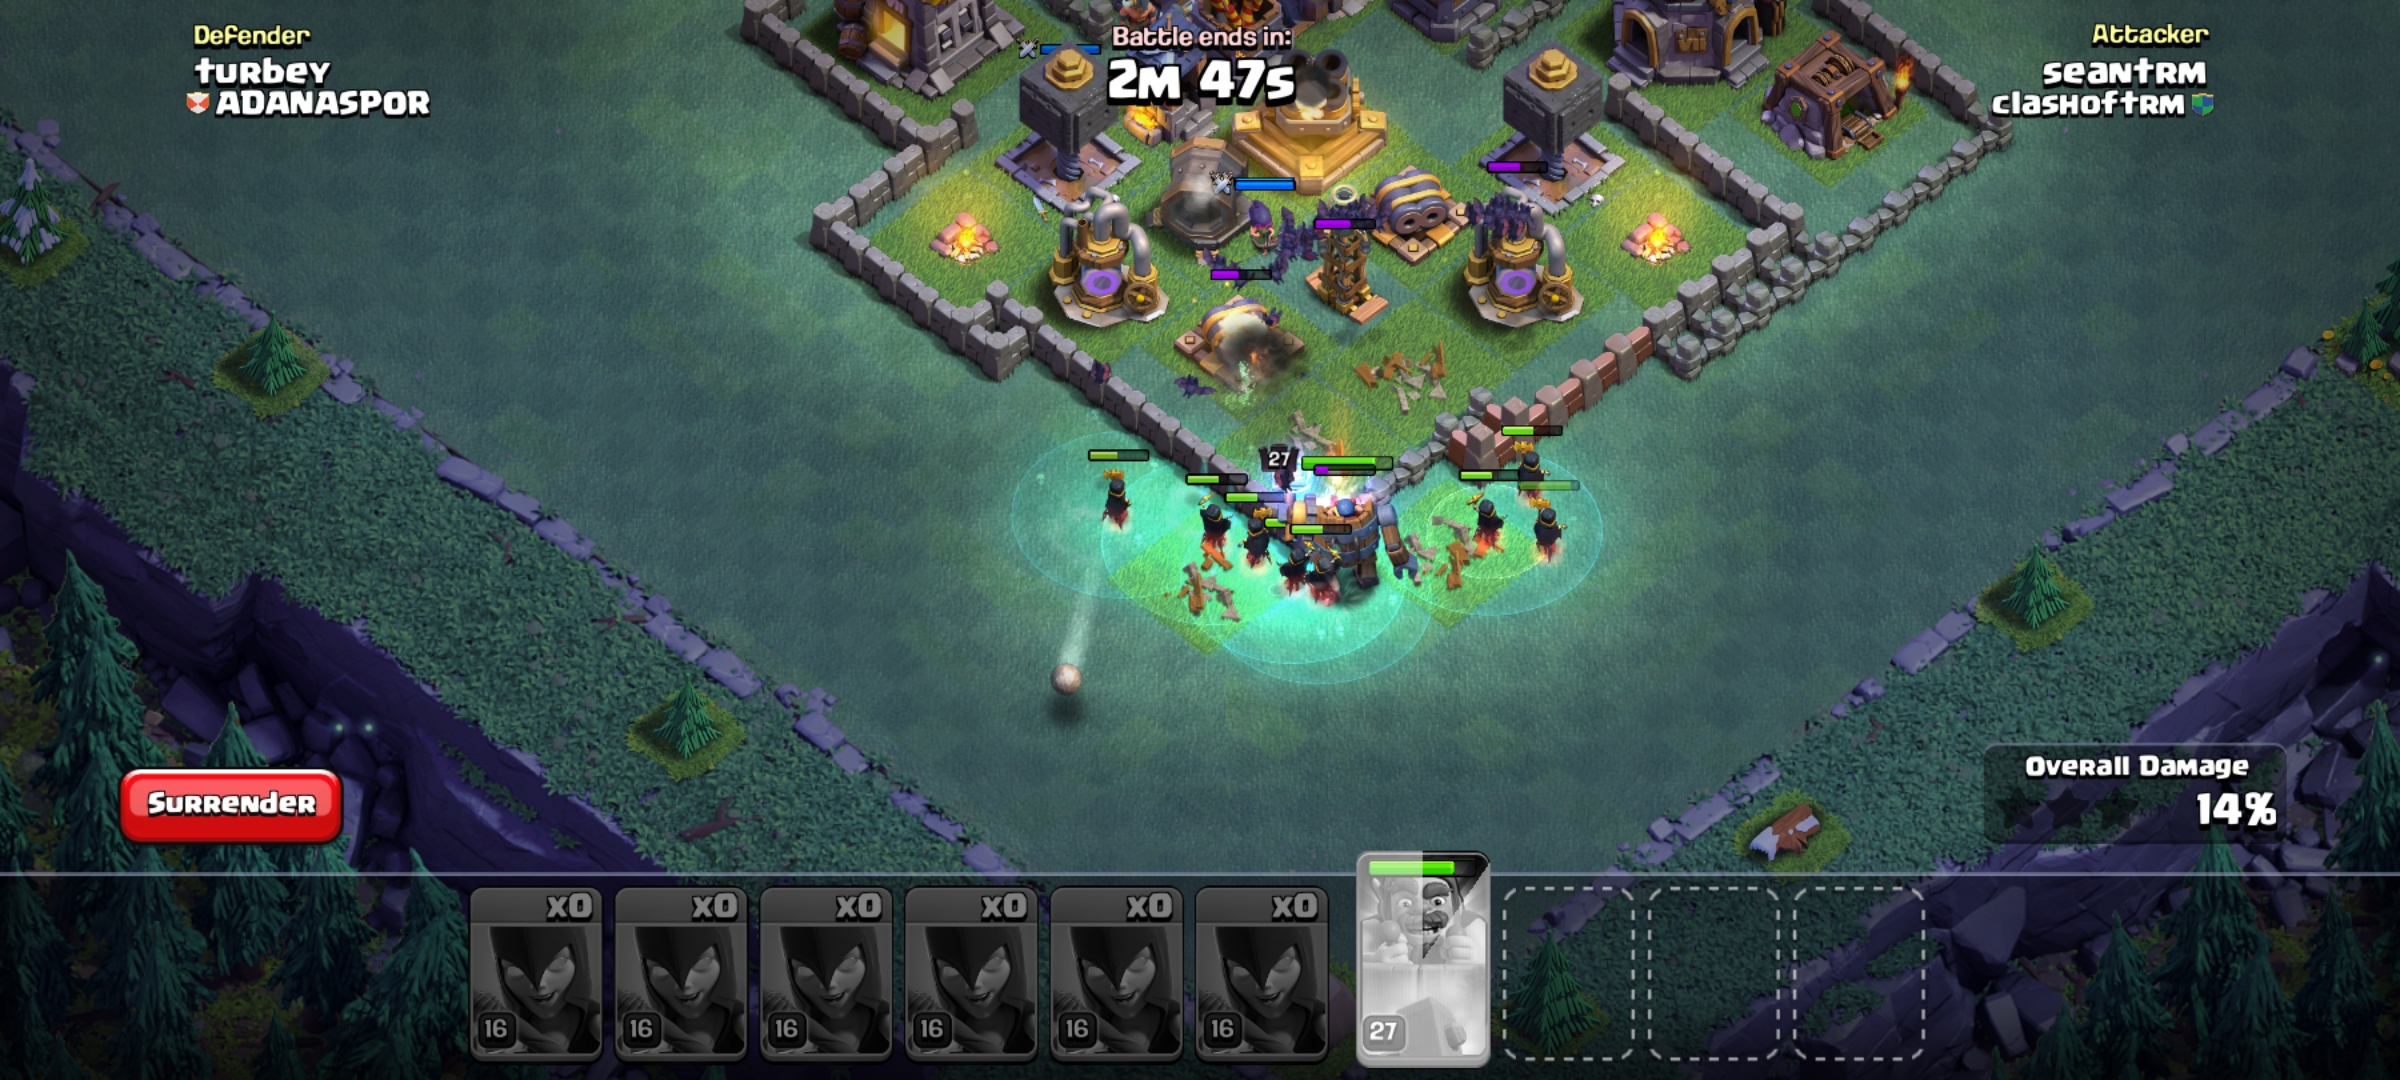 Defender
turbey
ADANASPOR
Battle ends in:
2M 47s
Attacker
seantRM
clashoftRM
VII
27
Surrender
Overall Damage
14%
x0
x0
x0
x0
x0
x0
16
16
16
16
16
16
27